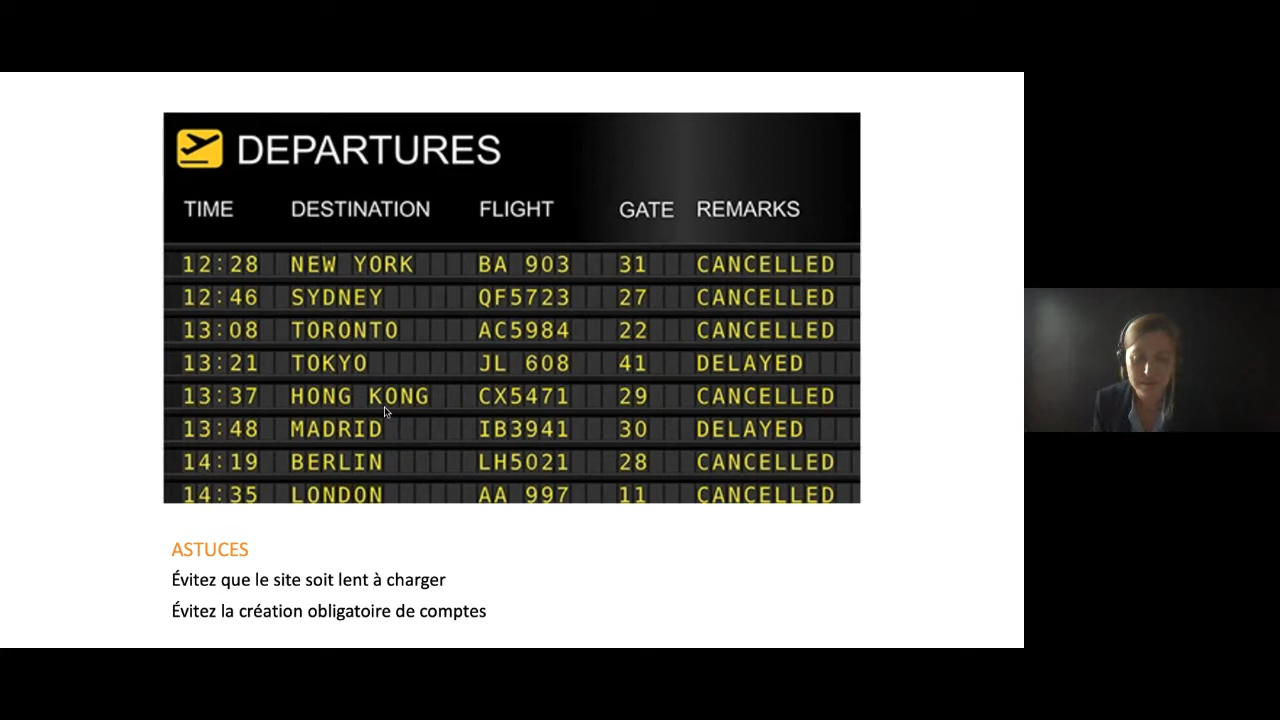 DEPARTURES
TIME DESTINATION FLIGHT GATE REMARKS
12:28 NEW YORK BA 903 31 CANCELLED
12:46 SYDNEY QF5723 27 CANCELLED
13:08 TORONTO AC5984 22 CANCELLED
13:21 TOKYO JL 608 41 DELAYED
13:37 HONG KONG CX5471 29 CANCELLED
13:48 MADRID IB3941 30 DELAYED
14:19 BERLIN LH5021 28 CANCELLED
14:35 LONDON AA 997 11 CANCELLED
ASTUCES
Évitez que le site soit lent à charger
Évitez la création obligatoire de comptes